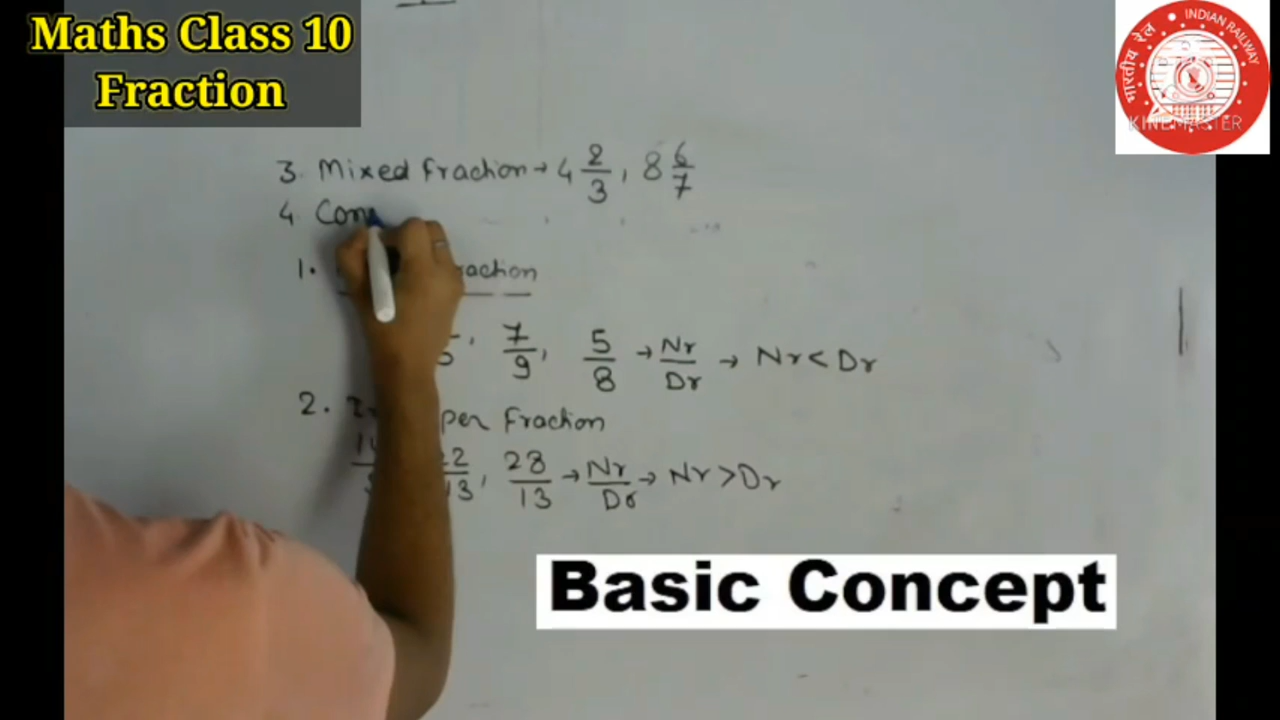 Maths Class 10
Fraction
भारतीय रेल INDIAN RAILWAY
KINEMASTER
3. Mixed fraction → 4 2/3, 8 6/7
4. Com
1. raction
7/9, 5/8 → Nr/Dr → Nr < Dr
2. per Fraction
28/13 → Nr/Dr → Nr > Dr
Basic Concept